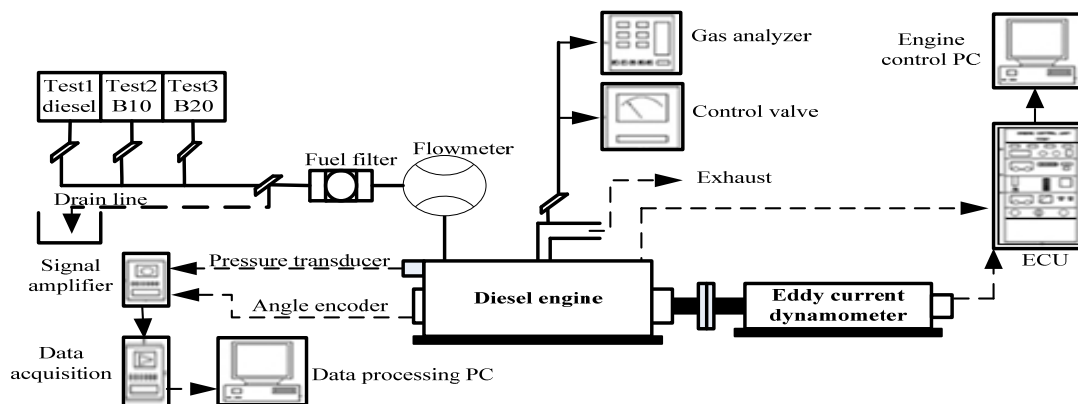 Test1 Test2 Test3
diesel B10 B20
Fuel filter
Flowmeter
Drain line
Gas analyzer
Control valve
Exhaust
Engine
control PC
ECU
Signal
amplifier
Pressure transducer
Angle encoder
Diesel engine
Eddy current
dynamometer
Data
acquisition
Data processing PC